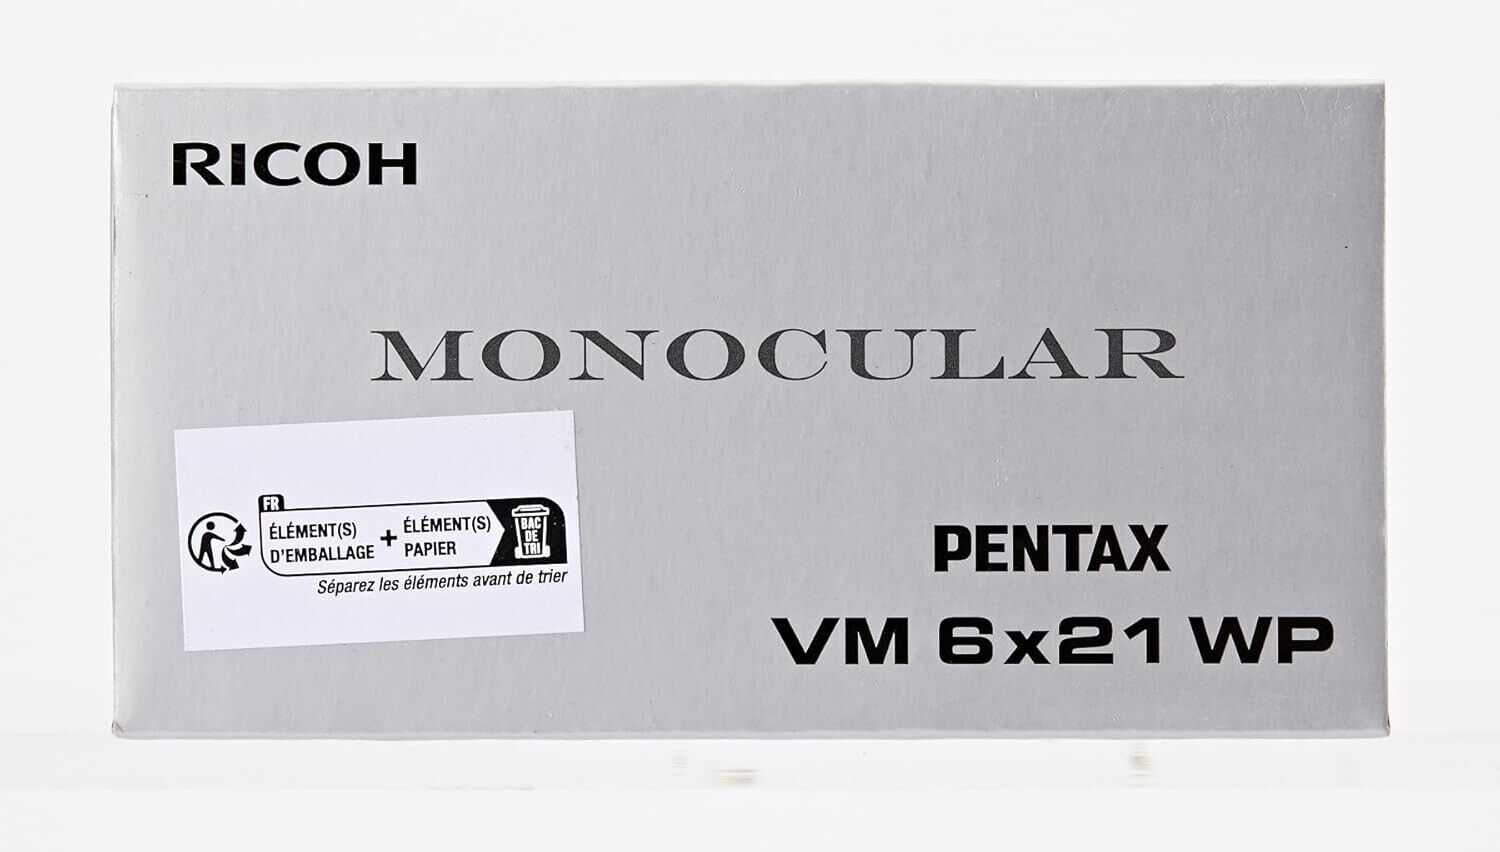 RICOH
MONOCULAR
FR
ÉLÉMENT(S)
D'EMBALLAGE
+
ÉLÉMENT(S)
PAPIER
BAC
DE
TRI
Séparez les éléments avant de trier
PENTAX
VM 6x21 WP